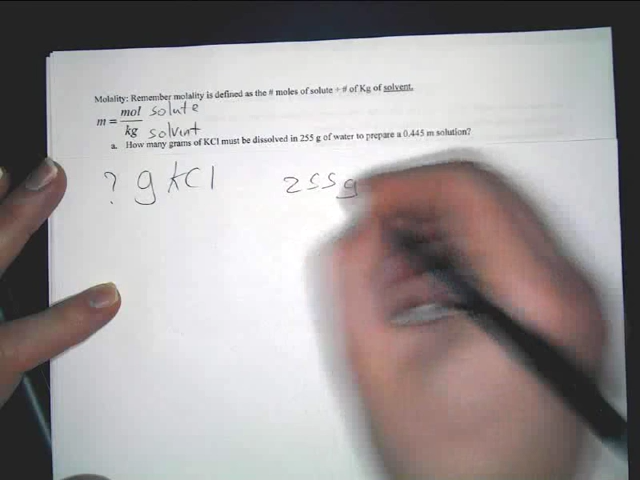 Molality: Remember molality is defined as the # moles of solute ÷ # of Kg of solvent.
m = mol/kg solute solvent
a. How many grams of KCl must be dissolved in 255 g of water to prepare a 0.445 m solution?
? g KCl 255 g